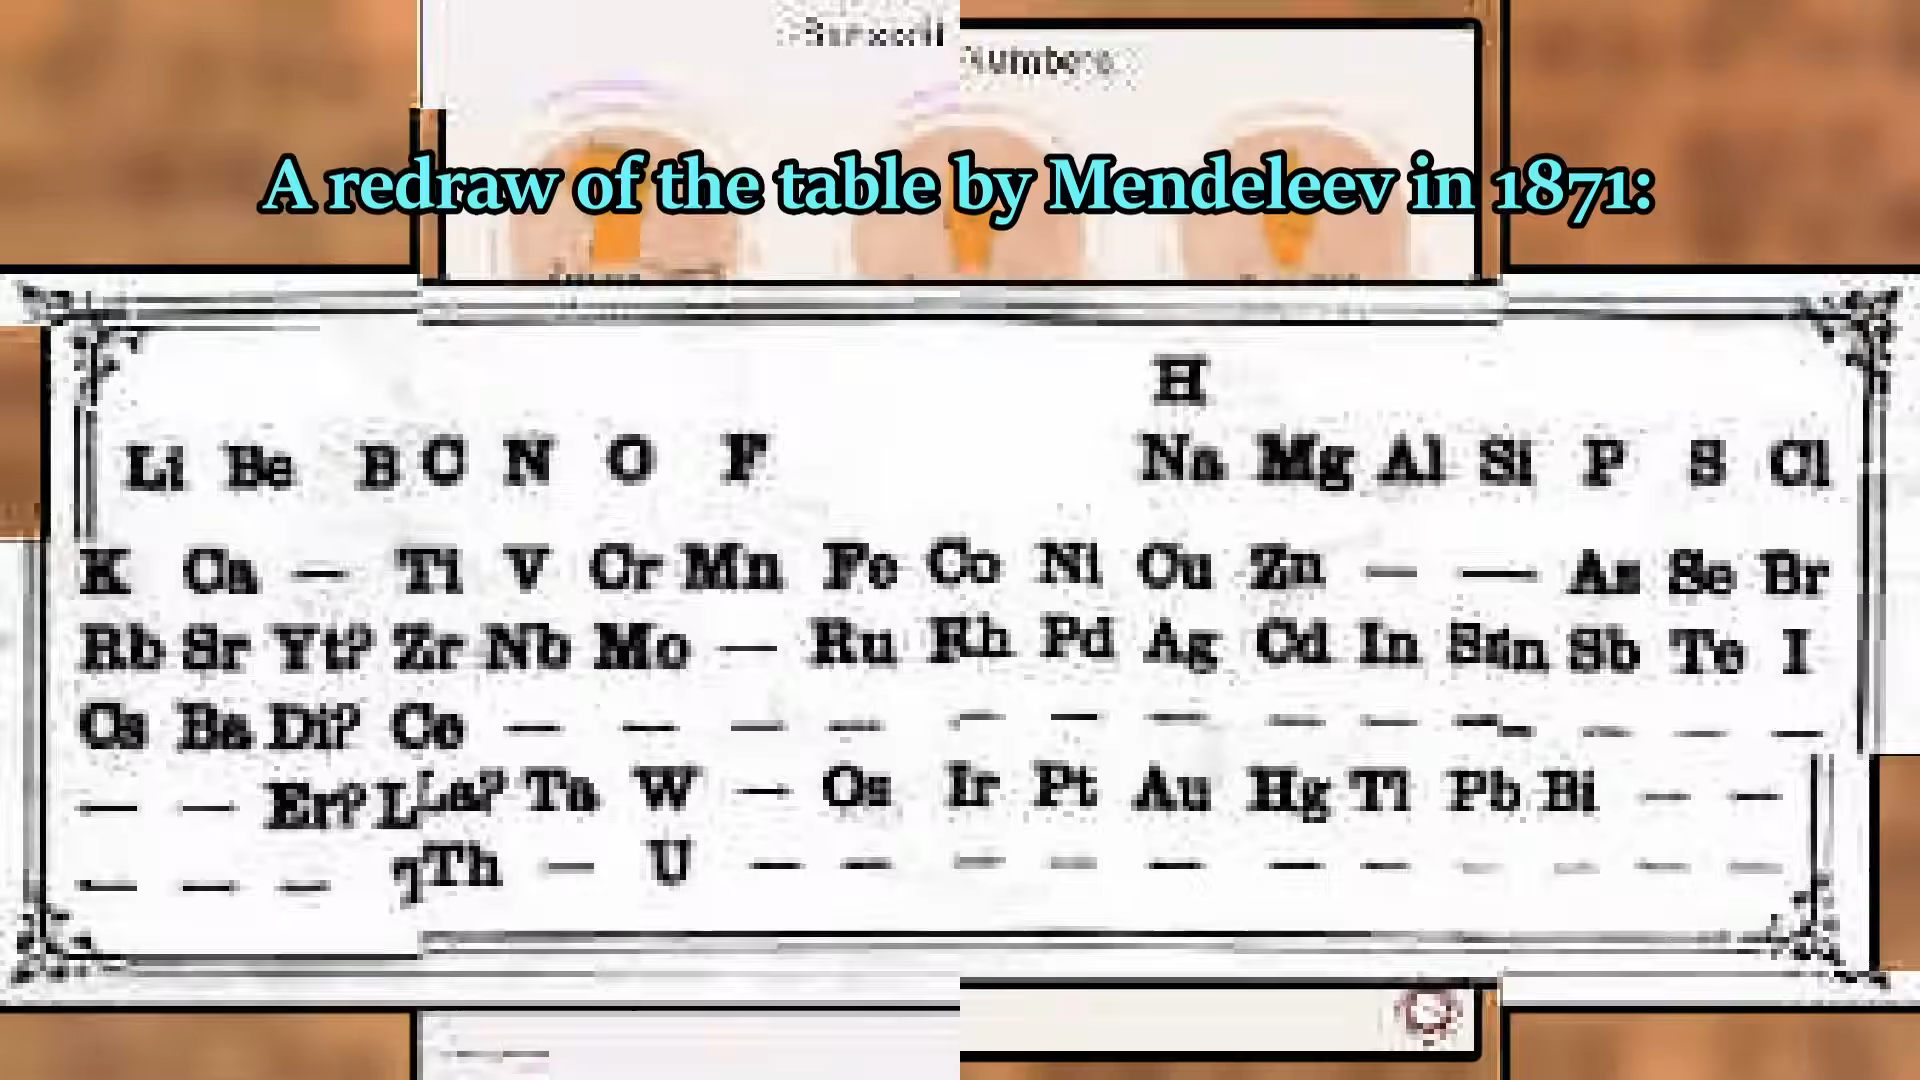 Numbers
A redraw of the table by Mendeleev in 1871:
H
Li Be B C N O F Na Mg Al Si P S Cl
K Ca — Ti V Cr Mn Fe Co Ni Cu Zn — — As Se Br
Rb Sr Yt? Zr Nb Mo — Ru Rh Pd Ag Cd In Sn Sb Te I
Cs Ba Di? Ce — — — — — — — — — — — — —
— — Er? La? Ta W — Os Ir Pt Au Hg Tl Pb Bi — —
— — — Th — U — — — — — — — — — — —